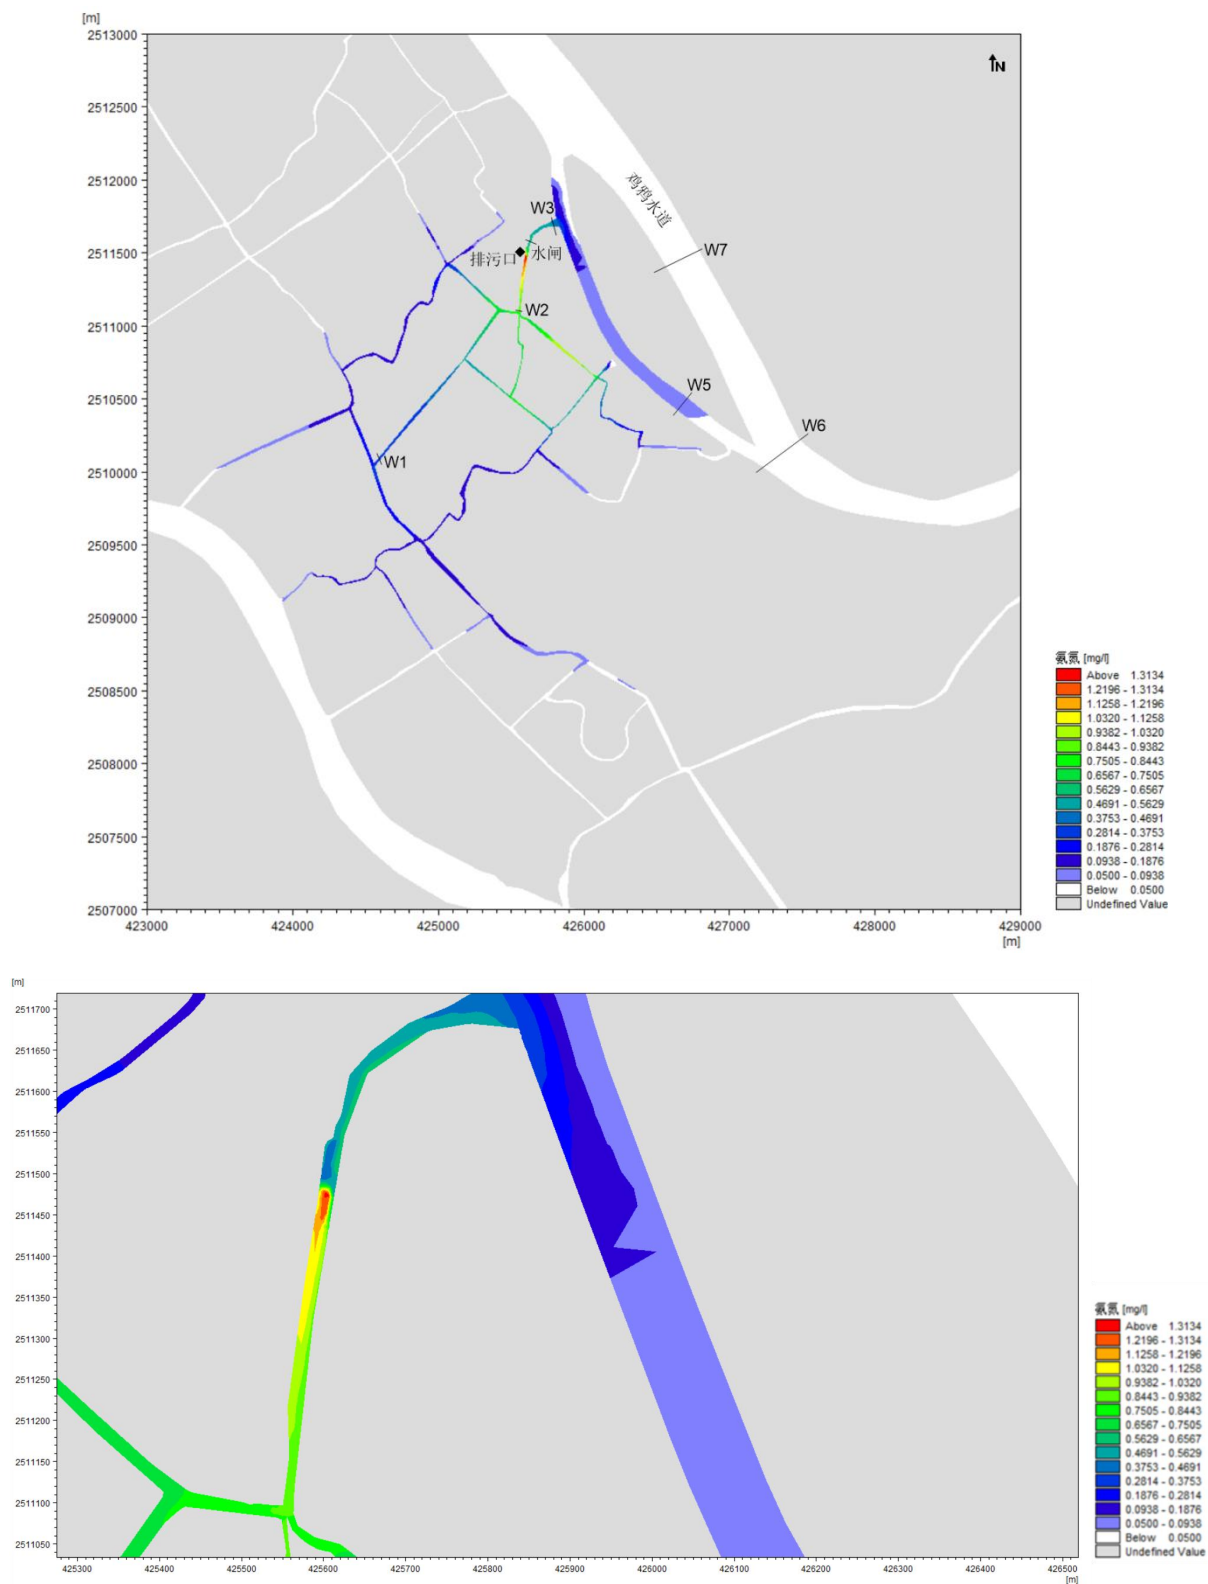 [m]
2513000
N
2512500
2512000
鸡鸦水道
W3
W7
2511500
排污口
水闸
2511000
W2
2510500
W5
W6
2510000
W1
2509500
2509000
2508500
2508000
2507500
2507000
423000 424000 425000 426000 427000 428000 429000
[m]
氨氮 [mg/l]
Above 1.3134
1.2196 - 1.3134
1.1258 - 1.2196
1.0320 - 1.1258
0.9382 - 1.0320
0.8443 - 0.9382
0.7505 - 0.8443
0.6567 - 0.7505
0.5629 - 0.6567
0.4691 - 0.5629
0.3753 - 0.4691
0.2814 - 0.3753
0.1876 - 0.2814
0.0938 - 0.1876
0.0500 - 0.0938
Below 0.0500
Undefined Value
[m]
2511700
2511650
2511600
2511550
2511500
2511450
2511400
2511350
2511300
2511250
2511200
2511150
2511100
2511050
425300 425400 425500 425600 425700 425800 425900 426000 426100 426200 426300 426400 426500
[m]
氨氮 [mg/l]
Above 1.3134
1.2196 - 1.3134
1.1258 - 1.2196
1.0320 - 1.1258
0.9382 - 1.0320
0.8443 - 0.9382
0.7505 - 0.8443
0.6567 - 0.7505
0.5629 - 0.6567
0.4691 - 0.5629
0.3753 - 0.4691
0.2814 - 0.3753
0.1876 - 0.2814
0.0938 - 0.1876
0.0500 - 0.0938
Below 0.0500
Undefined Value